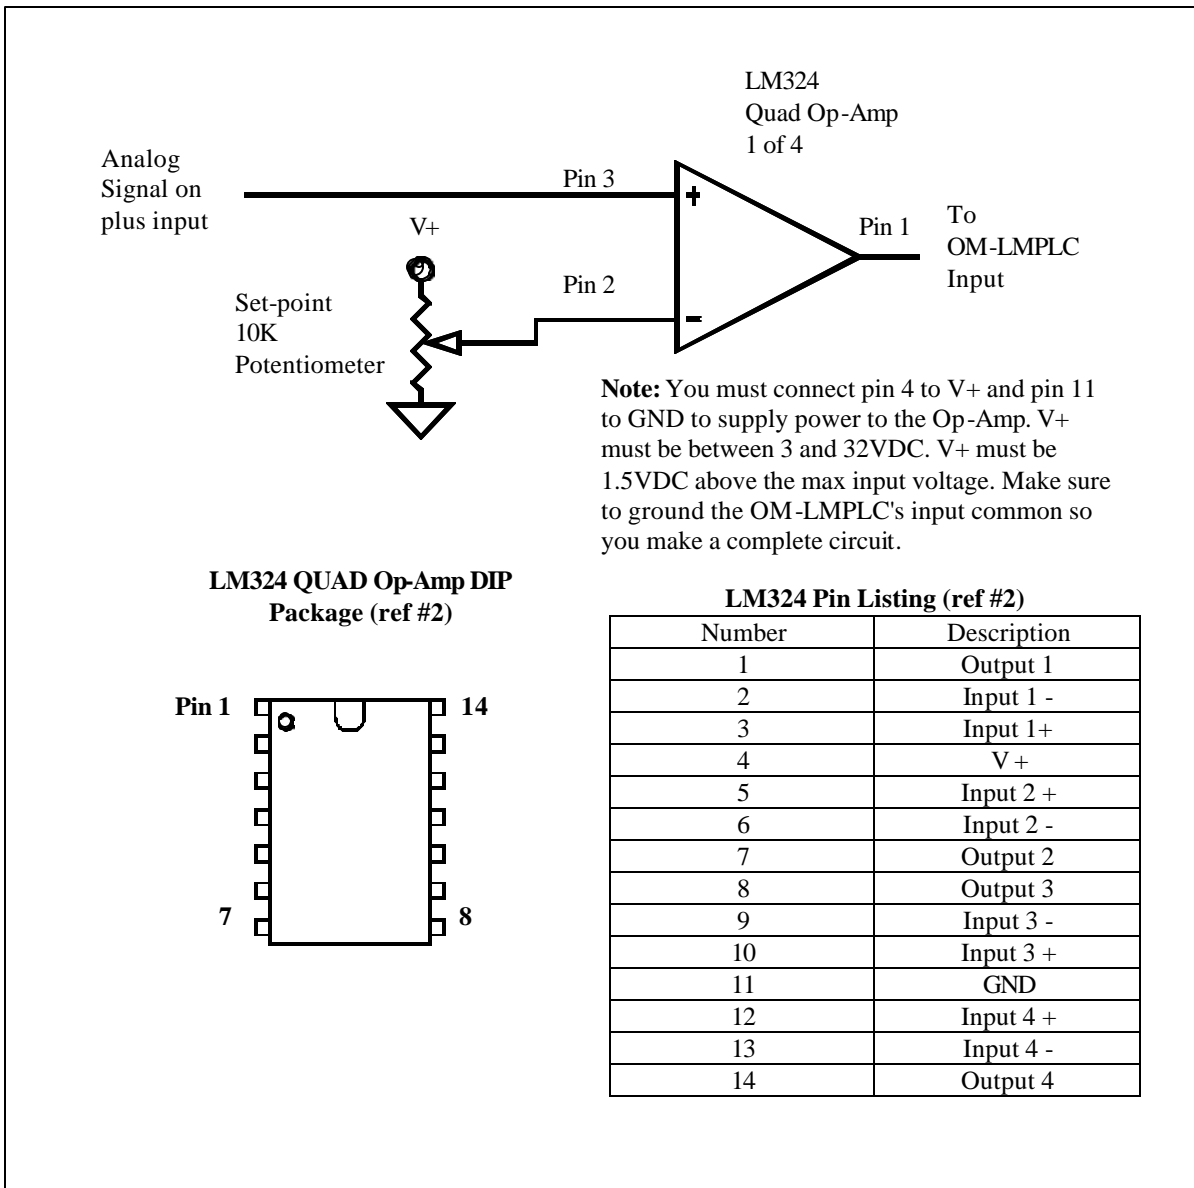 LM324
Quad Op-Amp
1 of 4
Analog
Signal on
plus input
Pin 3
+
V+
Pin 1
To
OM-LMPLC
Input
Pin 2
-
Set-point
10K
Potentiometer
Note: You must connect pin 4 to V+ and pin 11
to GND to supply power to the Op-Amp. V+
must be between 3 and 32VDC. V+ must be
1.5VDC above the max input voltage. Make sure
to ground the OM-LMPLC's input common so
you make a complete circuit.
LM324 QUAD Op-Amp DIP
Package (ref #2)
Pin 1
14
7
8
LM324 Pin Listing (ref #2)
Number Description
1 Output 1
2 Input 1 -
3 Input 1+
4 V +
5 Input 2 +
6 Input 2 -
7 Output 2
8 Output 3
9 Input 3 -
10 Input 3 +
11 GND
12 Input 4 +
13 Input 4 -
14 Output 4